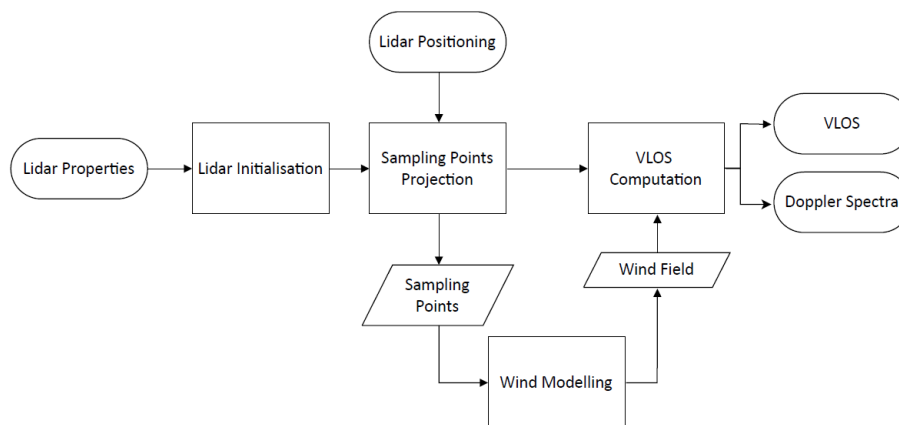 Lidar Positioning
Lidar Properties
Lidar Initialisation
Sampling Points
Projection
VLOS
Computation
VLOS
Doppler Spectra
Sampling
Points
Wind Field
Wind Modelling